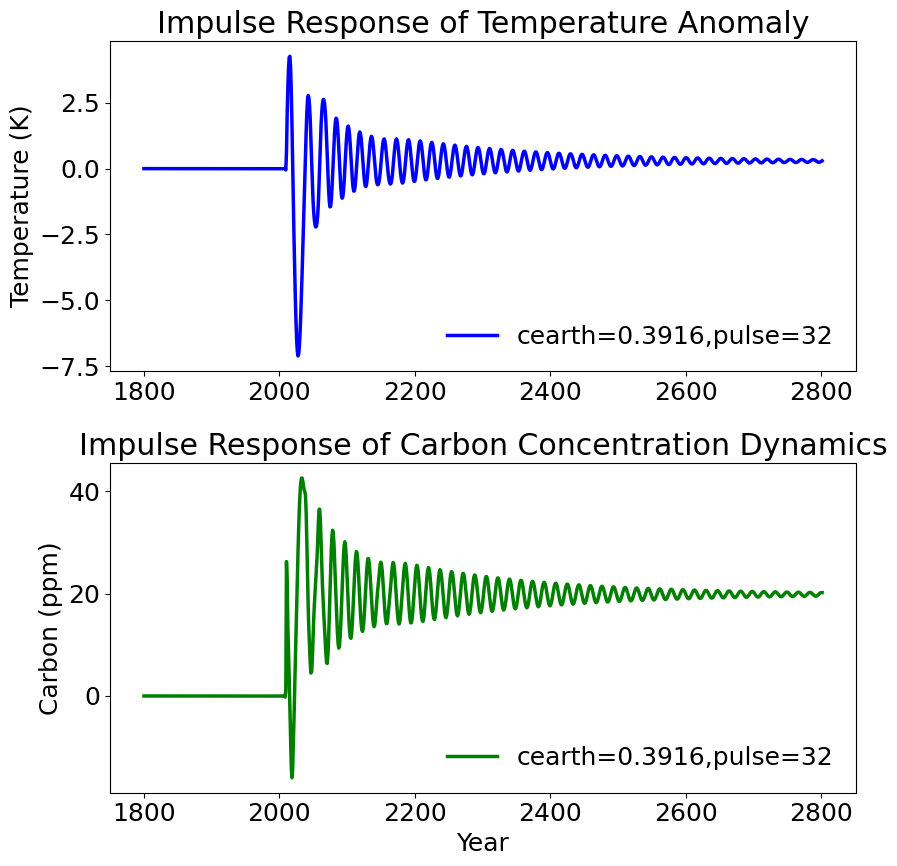 Impulse Response of Temperature Anomaly
Temperature (K)
2.5
0.0
−2.5
−5.0
−7.5
cearth=0.3916,pulse=32
1800 2000 2200 2400 2600 2800
Impulse Response of Carbon Concentration Dynamics
Carbon (ppm)
40
20
0
cearth=0.3916,pulse=32
1800 2000 2200 2400 2600 2800
Year